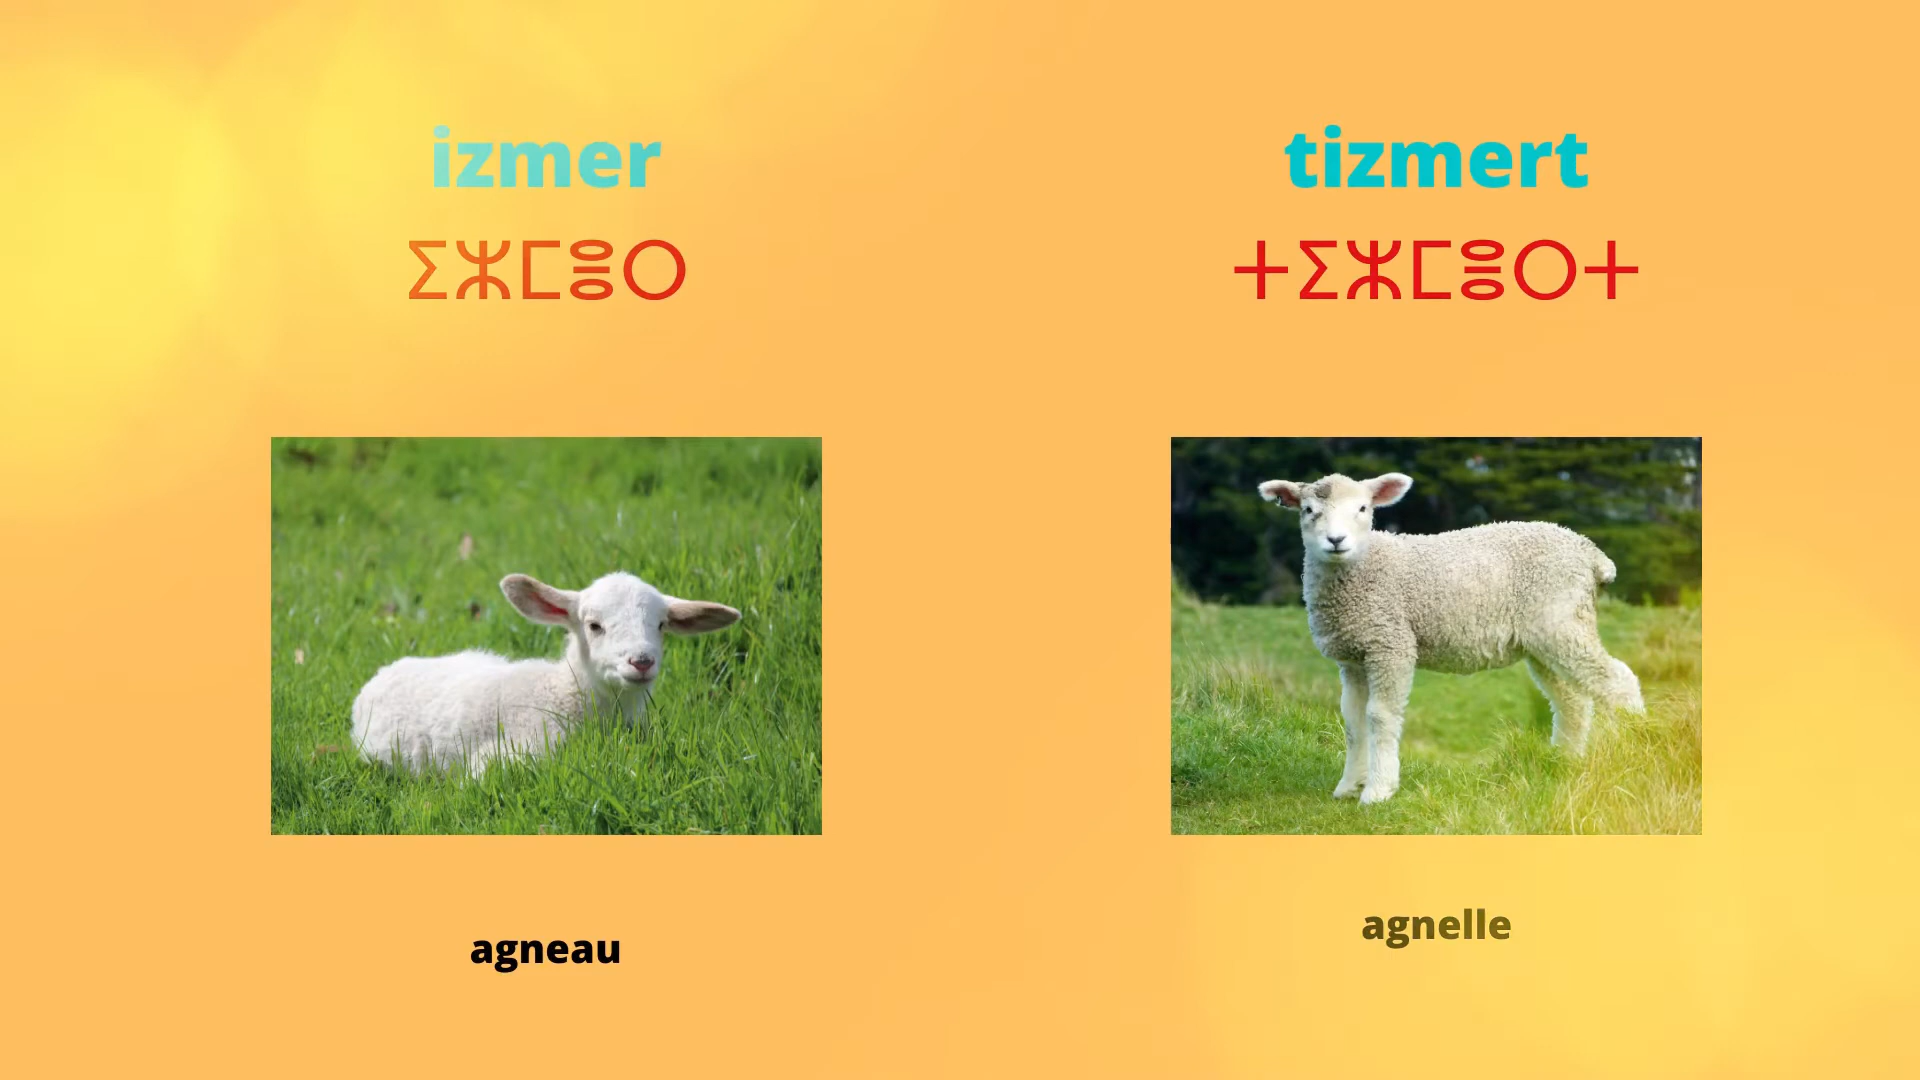 izmer
ⵉⵣⵎⴻⵔ
agneau
tizmert
ⵜⵉⵣⵎⴻⵔⵜ
agnelle